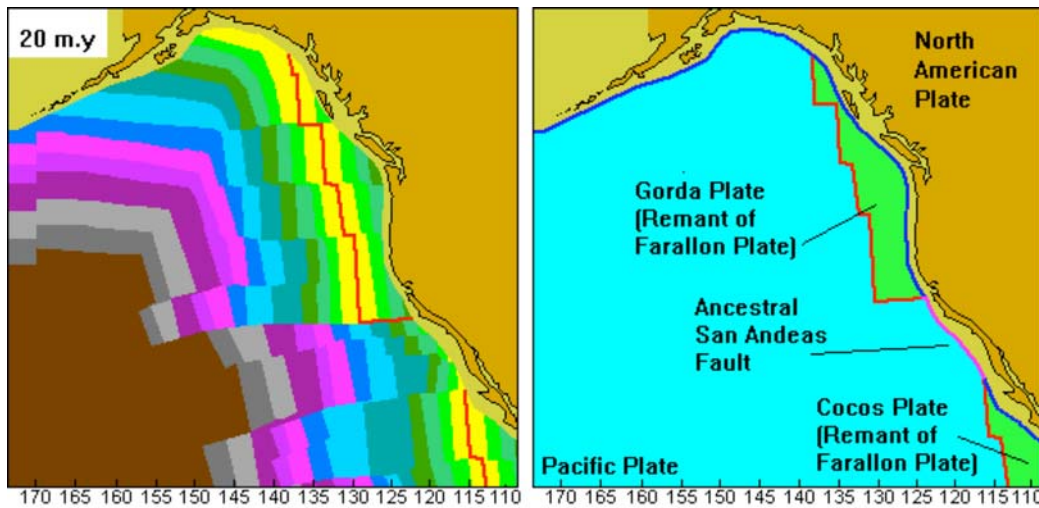 20 m.y
North
American
Plate
Gorda Plate
(Remant of
Farallon Plate)
Ancestral
San Andeas
Fault
Cocos Plate
(Remant of
Farallon Plate)
Pacific Plate
170 165 160 155 150 145 140 135 130 125 120 115 110
170 165 160 155 150 145 140 135 130 125 120 115 110